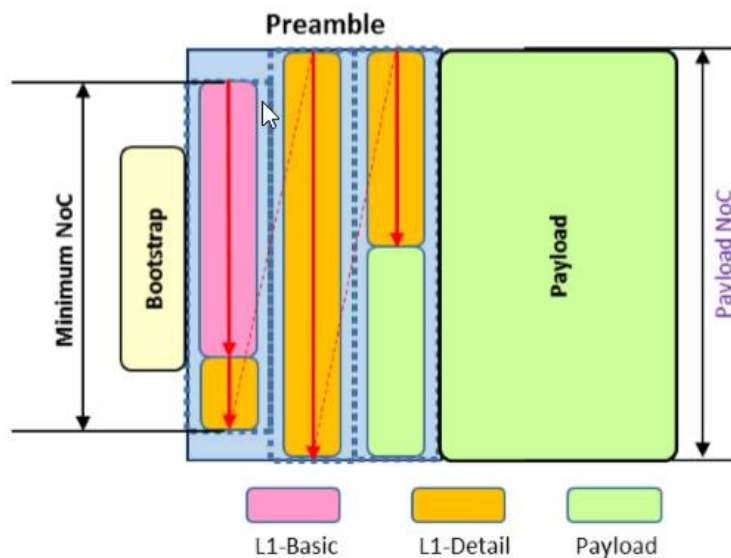 Preamble
Minimum NoC
Bootstrap
Payload
Payload NoC
L1-Basic
L1-Detail
Payload